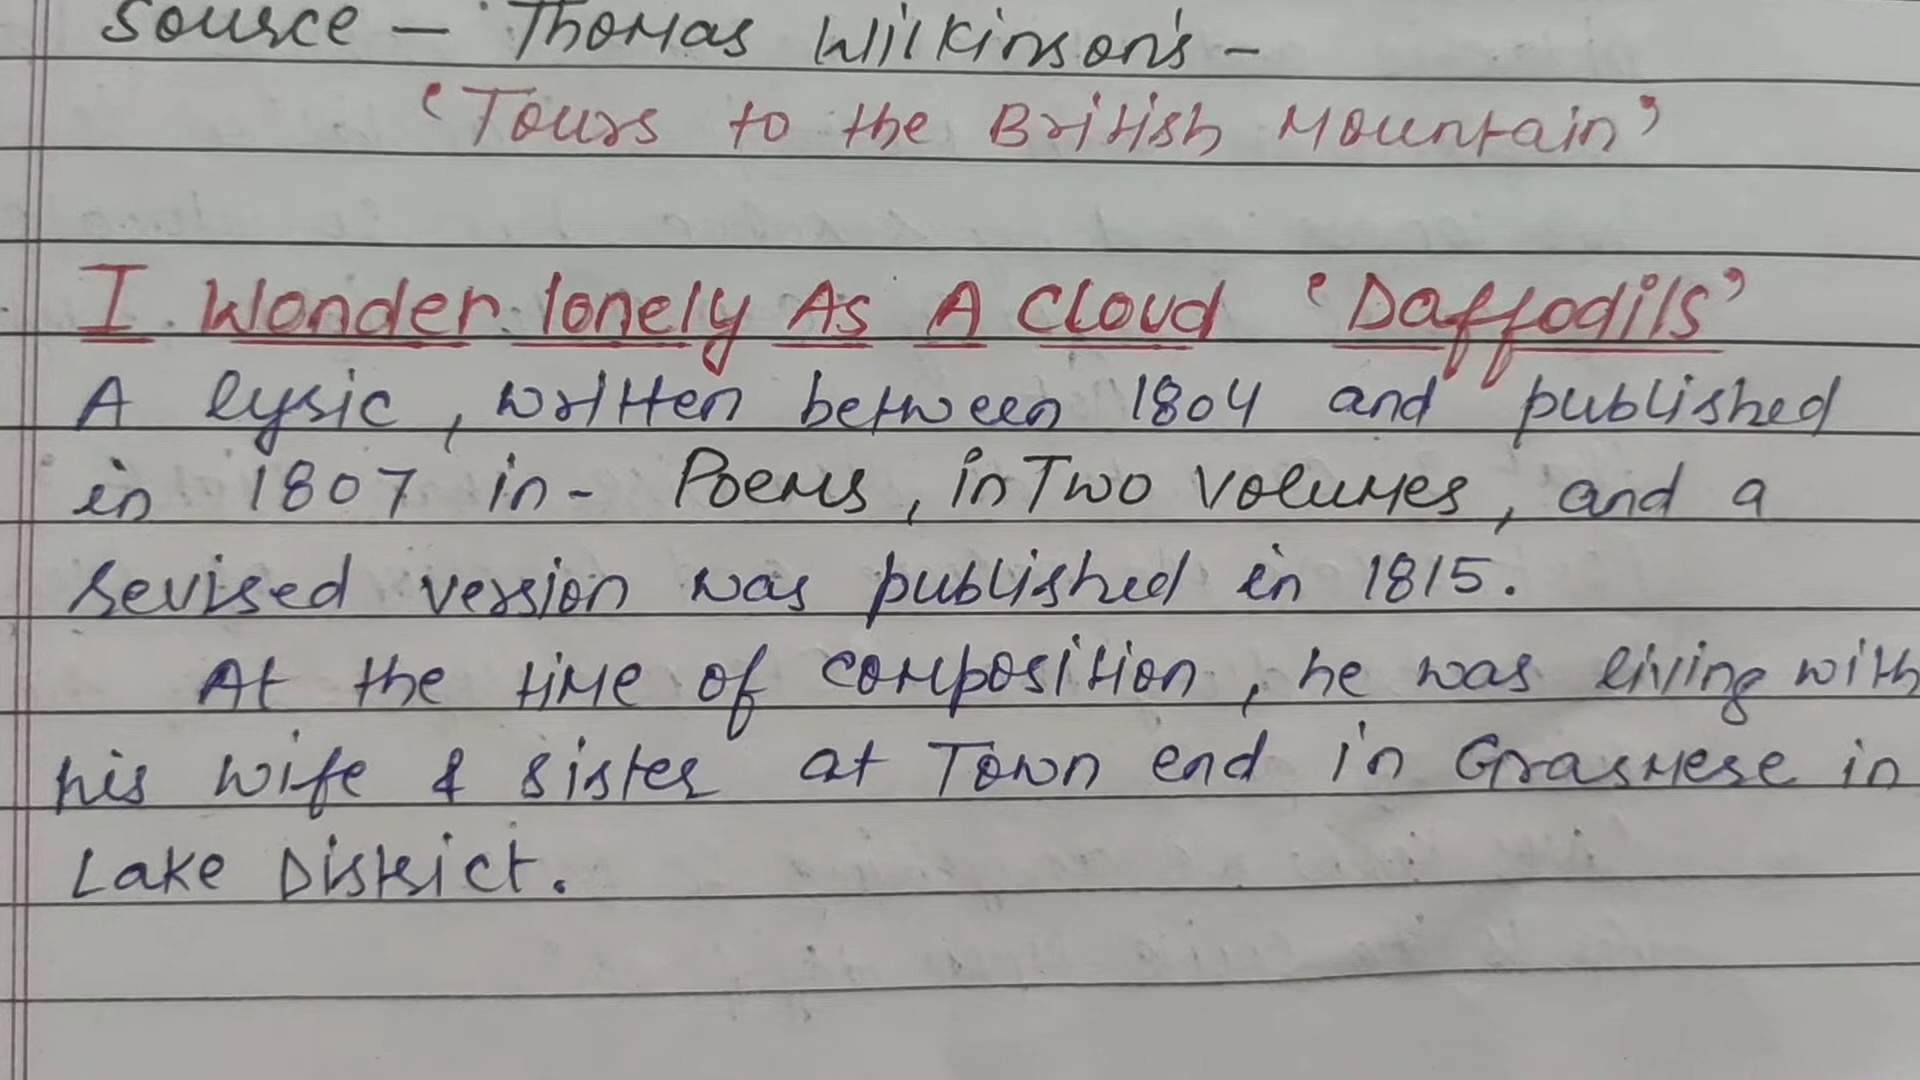 Source - Thomas Wilkinson's -
'Tours to the British Mountain'
I Wonder lonely As A Cloud 'Daffodils'
A lyric, written between 1804 and published
in 1807 in - Poems, in Two Volumes, and a
revised version was published in 1815.
At the time of composition, he was living with
his wife & sister at Town end in Grasmere in
Lake District.